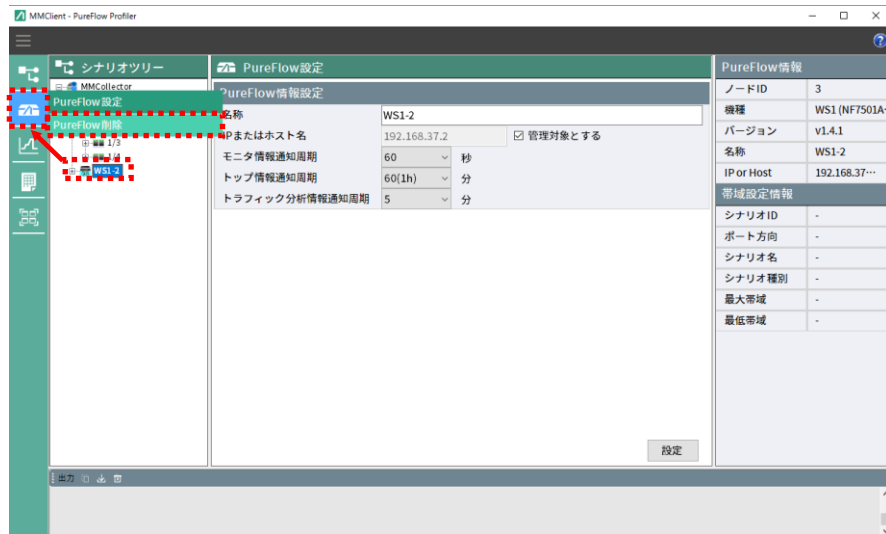 MMClient - PureFlow Profiler
シナリオツリー
MMCollector
PureFlow設定
PureFlow削除
1/3
1/4
WS1-2
PureFlow設定
PureFlow情報設定
名称
WS1-2
IPまたはホスト名
192.168.37.2
管理対象とする
モニタ情報通知周期
60
秒
トップ情報通知周期
60(1h)
分
トラフィック分析情報通知周期
5
分
設定
PureFlow情報
ノードID 3
機種 WS1 (NF7501A
バージョン v1.4.1
名称 WS1-2
IP or Host 192.168.37…
帯域設定情報
シナリオID -
ポート方向 -
シナリオ名 -
シナリオ種別 -
最大帯域 -
最低帯域 -
出力